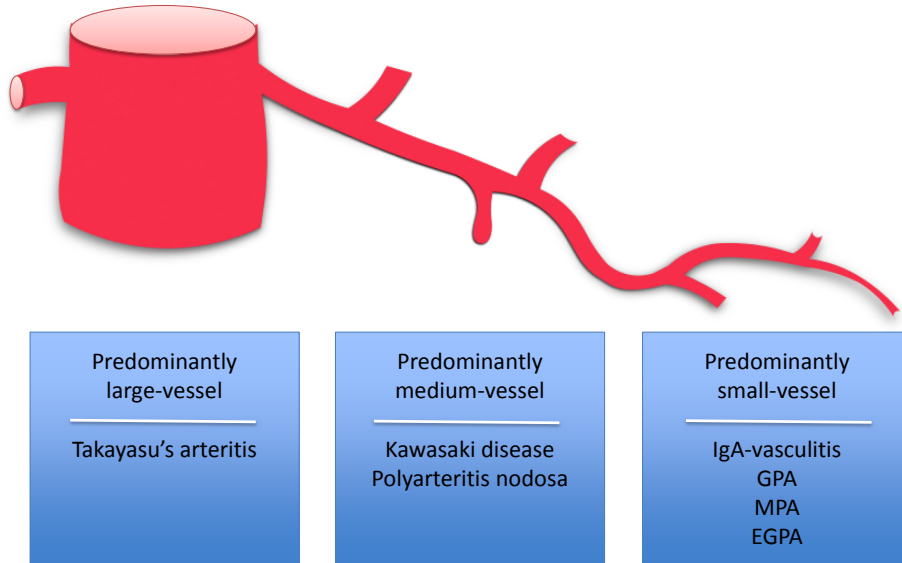 Predominantly
large-vessel
Takayasu’s arteritis
Predominantly
medium-vessel
Kawasaki disease
Polyarteritis nodosa
Predominantly
small-vessel
IgA-vasculitis
GPA
MPA
EGPA